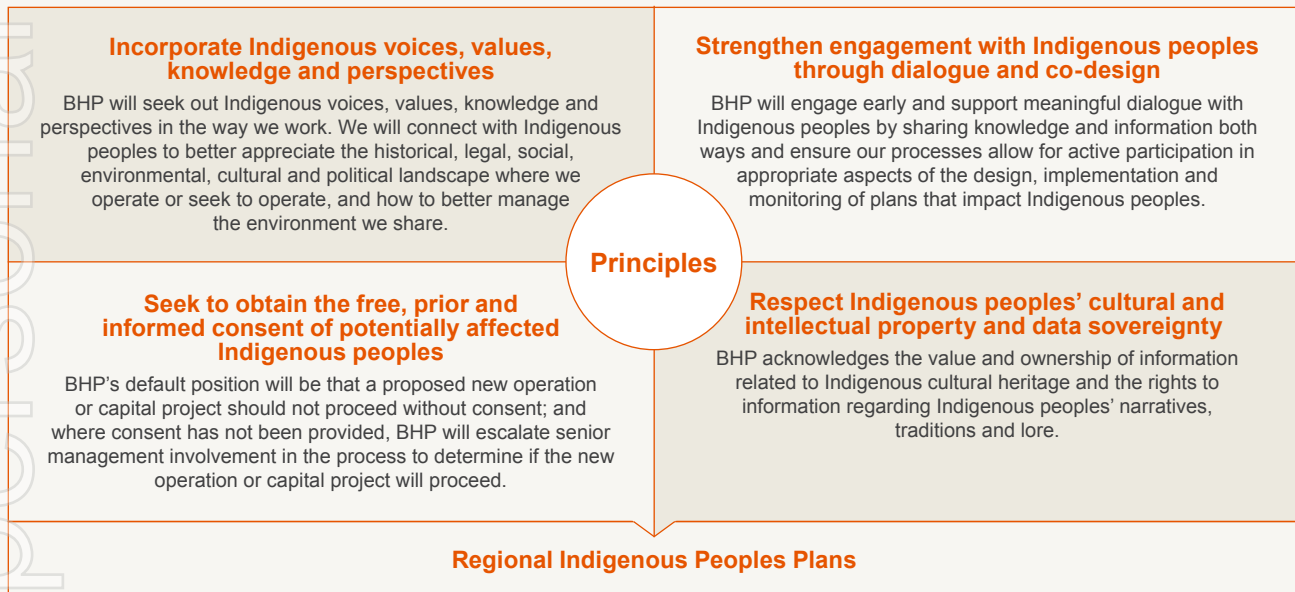 Incorporate Indigenous voices, values,
knowledge and perspectives
BHP will seek out Indigenous voices, values, knowledge and
perspectives in the way we work. We will connect with Indigenous
peoples to better appreciate the historical, legal, social,
environmental, cultural and political landscape where we
operate or seek to operate, and how to better manage
the environment we share.
Strengthen engagement with Indigenous peoples
through dialogue and co-design
BHP will engage early and support meaningful dialogue with
Indigenous peoples by sharing knowledge and information both
ways and ensure our processes allow for active participation in
appropriate aspects of the design, implementation and
monitoring of plans that impact Indigenous peoples.
Principles
Seek to obtain the free, prior and
informed consent of potentially affected
Indigenous peoples
BHP’s default position will be that a proposed new operation
or capital project should not proceed without consent; and
where consent has not been provided, BHP will escalate senior
management involvement in the process to determine if the new
operation or capital project will proceed.
Respect Indigenous peoples’ cultural and
intellectual property and data sovereignty
BHP acknowledges the value and ownership of information
related to Indigenous cultural heritage and the rights to
information regarding Indigenous peoples’ narratives,
traditions and lore.
Regional Indigenous Peoples Plans
personal